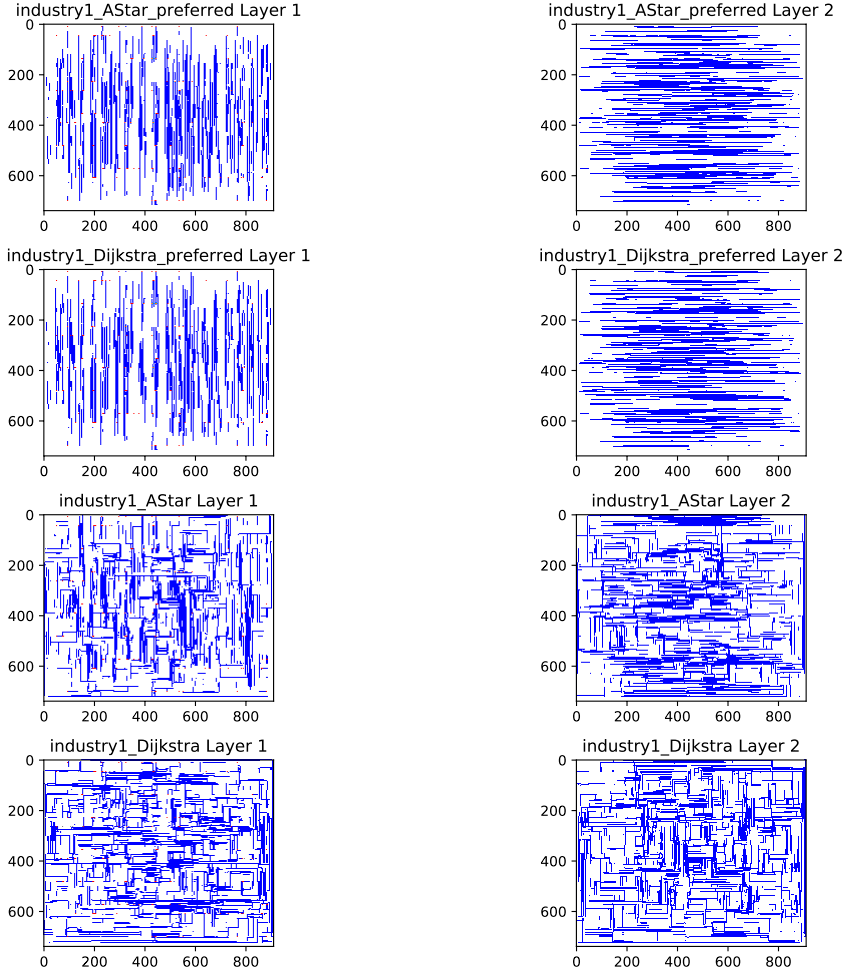 industry1_AStar_preferred Layer 1
0
200
400
600
0 200 400 600 800
industry1_AStar_preferred Layer 2
0
200
400
600
0 200 400 600 800
industry1_Dijkstra_preferred Layer 1
0
200
400
600
0 200 400 600 800
industry1_Dijkstra_preferred Layer 2
0
200
400
600
0 200 400 600 800
industry1_AStar Layer 1
0
200
400
600
0 200 400 600 800
industry1_AStar Layer 2
0
200
400
600
0 200 400 600 800
industry1_Dijkstra Layer 1
0
200
400
600
0 200 400 600 800
industry1_Dijkstra Layer 2
0
200
400
600
0 200 400 600 800